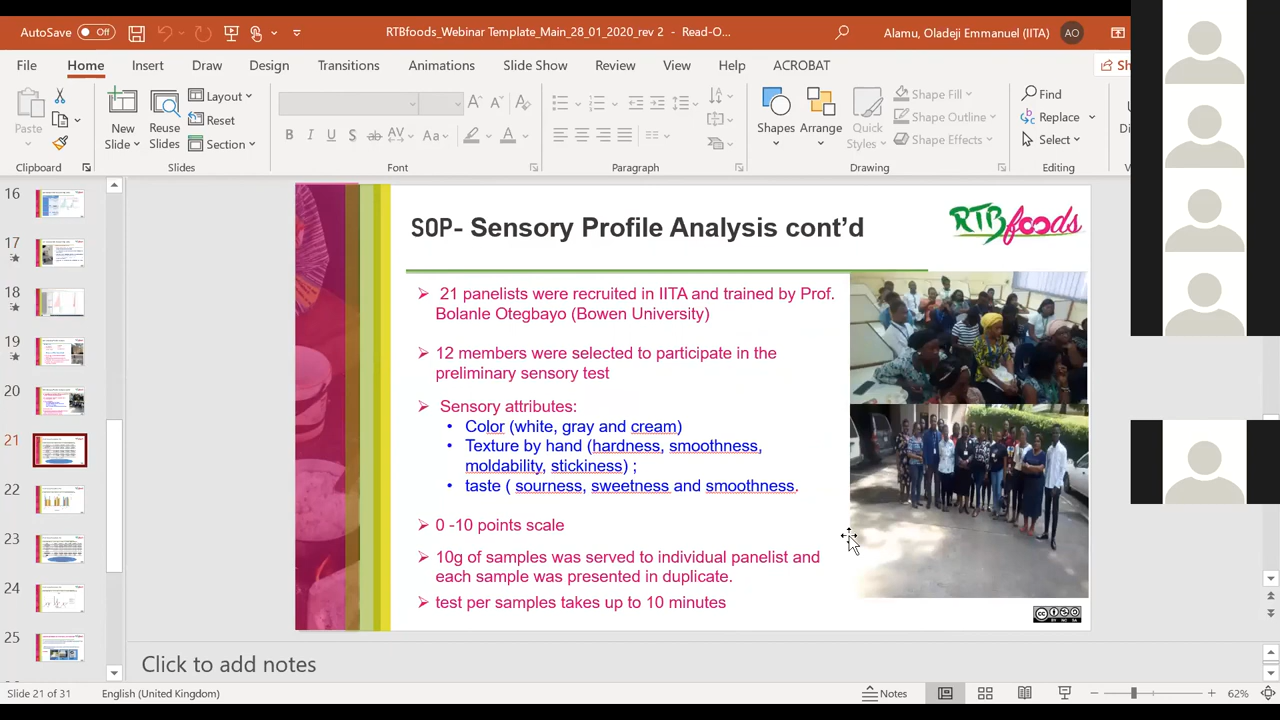 AutoSave Off
RTBfoods_Webinar Template_Main_28_01_2020_rev 2 - Read-O...
Alamu, Oladeji Emmanuel (IITA) AO
File Home Insert Draw Design Transitions Animations Slide Show Review View Help ACROBAT Sh
Paste
Clipboard
New
Slide
Reuse
Slides
Layout
Reset
Section
Slides
B I U S ab AV Aa A
Font
Paragraph
Shapes
Arrange
Quick
Styles
Shape Fill
Shape Outline
Shape Effects
Drawing
Find
Replace
Select
Editing
16
17
18
19
20
21
22
23
24
25
SOP- Sensory Profile Analysis cont’d
RTBfoods
21 panelists were recruited in IITA and trained by Prof.
Bolanle Otegbayo (Bowen University)
12 members were selected to participate in the
preliminary sensory test
Sensory attributes:
• Color (white, gray and cream)
• Texture by hand (hardness, smoothness,
moldability, stickiness) ;
• taste ( sourness, sweetness and smoothness.
0 -10 points scale
10g of samples was served to individual panelist and
each sample was presented in duplicate.
test per samples takes up to 10 minutes
Click to add notes
Slide 21 of 31 English (United Kingdom) Notes 62%